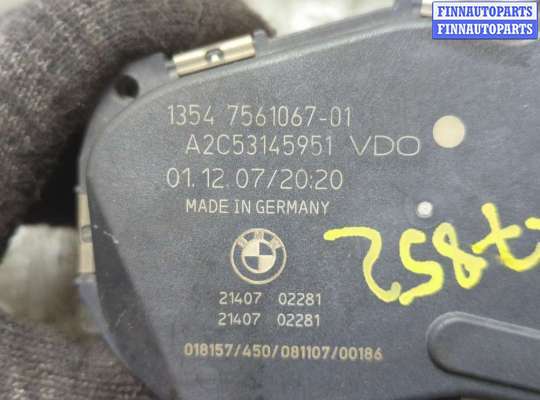 FINNAUTOPARTS
FINNAUTOPARTS
1354 7561067-01
A2C53145951 VDO
01.12.07/20:20
MADE IN GERMANY
BMW
21407 02281
21407 02281
018157/450/081107/00186